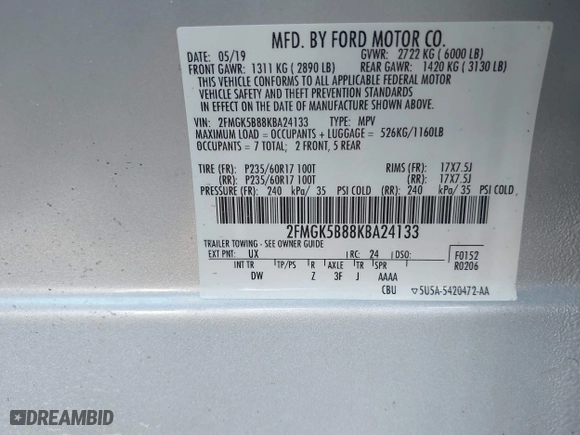 MFD. BY FORD MOTOR CO.
DATE: 05/19 GVWR: 2722 KG ( 6000 LB)
FRONT GAWR: 1311 KG ( 2890 LB) REAR GAWR: 1420 KG ( 3130 LB)
THIS VEHICLE CONFORMS TO ALL APPLICABLE FEDERAL MOTOR
VEHICLE SAFETY AND THEFT PREVENTION STANDARDS
IN EFFECT ON THE DATE OF MANUFACTURE SHOWN ABOVE.
VIN: 2FMGK5B88KBA24133 TYPE: MPV
MAXIMUM LOAD = OCCUPANTS + LUGGAGE = 526KG/1160LB
OCCUPANTS = 7 TOTAL; 2 FRONT, 5 REAR
TIRE (FR): P235/60R17 100T RIMS (FR): 17X7.5J
(RR): P235/60R17 100T (RR): 17X7.5J
PRESSURE (FR): 240 kPa/ 35 PSI COLD (RR): 240 kPa/ 35 PSI COLD
2FMGK5B88KBA24133
TRAILER TOWING - SEE OWNER GUIDE
EXT PNT: UX RC: 24 DSO: F0152
INT TR TP/PS R AXLE TR SPR R0206
DW Z 3F J AAAA
CBU ▽5USA-5420472-AA
DREAMBID